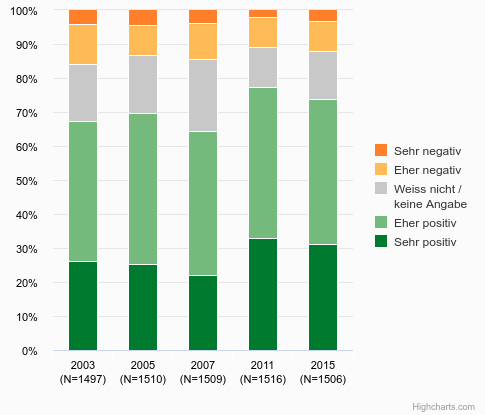 100%
90%
80%
70%
60%
50%
40%
30%
20%
10%
0%
2003
(N=1497)
2005
(N=1510)
2007
(N=1509)
2011
(N=1516)
2015
(N=1506)
Sehr negativ
Eher negativ
Weiss nicht /
keine Angabe
Eher positiv
Sehr positiv
Highcharts.com